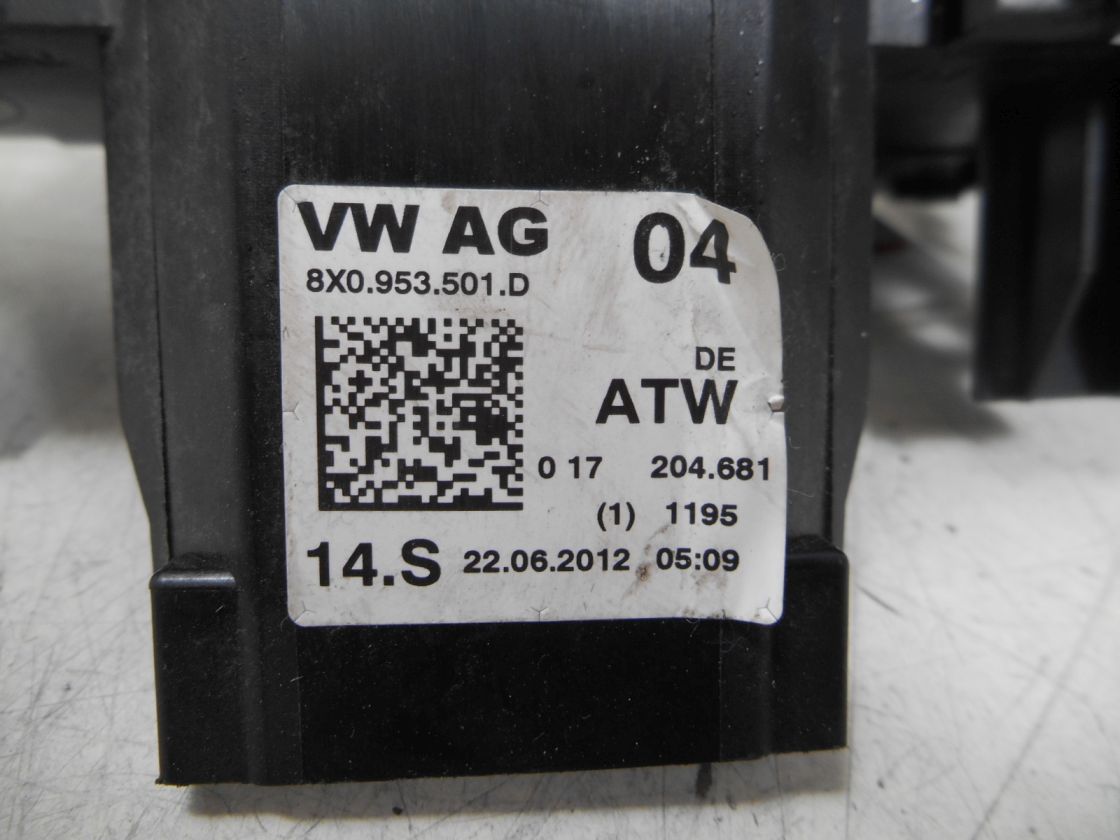 VW AG 04
8X0.953.501.D
DE
ATW
0 17 204.681
(1) 1195
14.S 22.06.2012 05:09